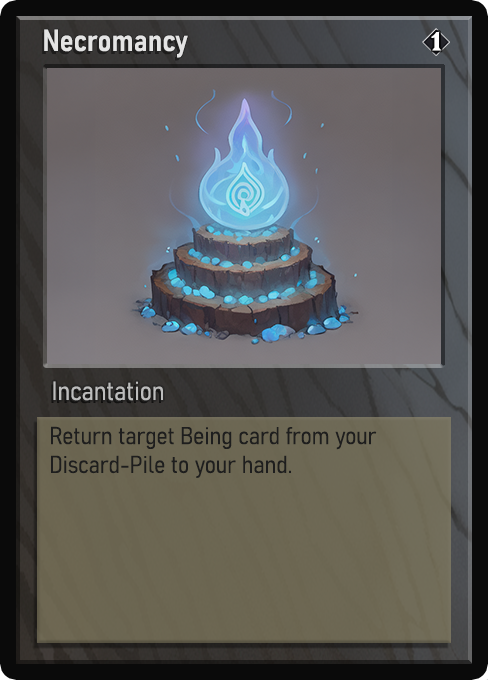 Necromancy
1
Incantation
Return target Being card from your
Discard-Pile to your hand.